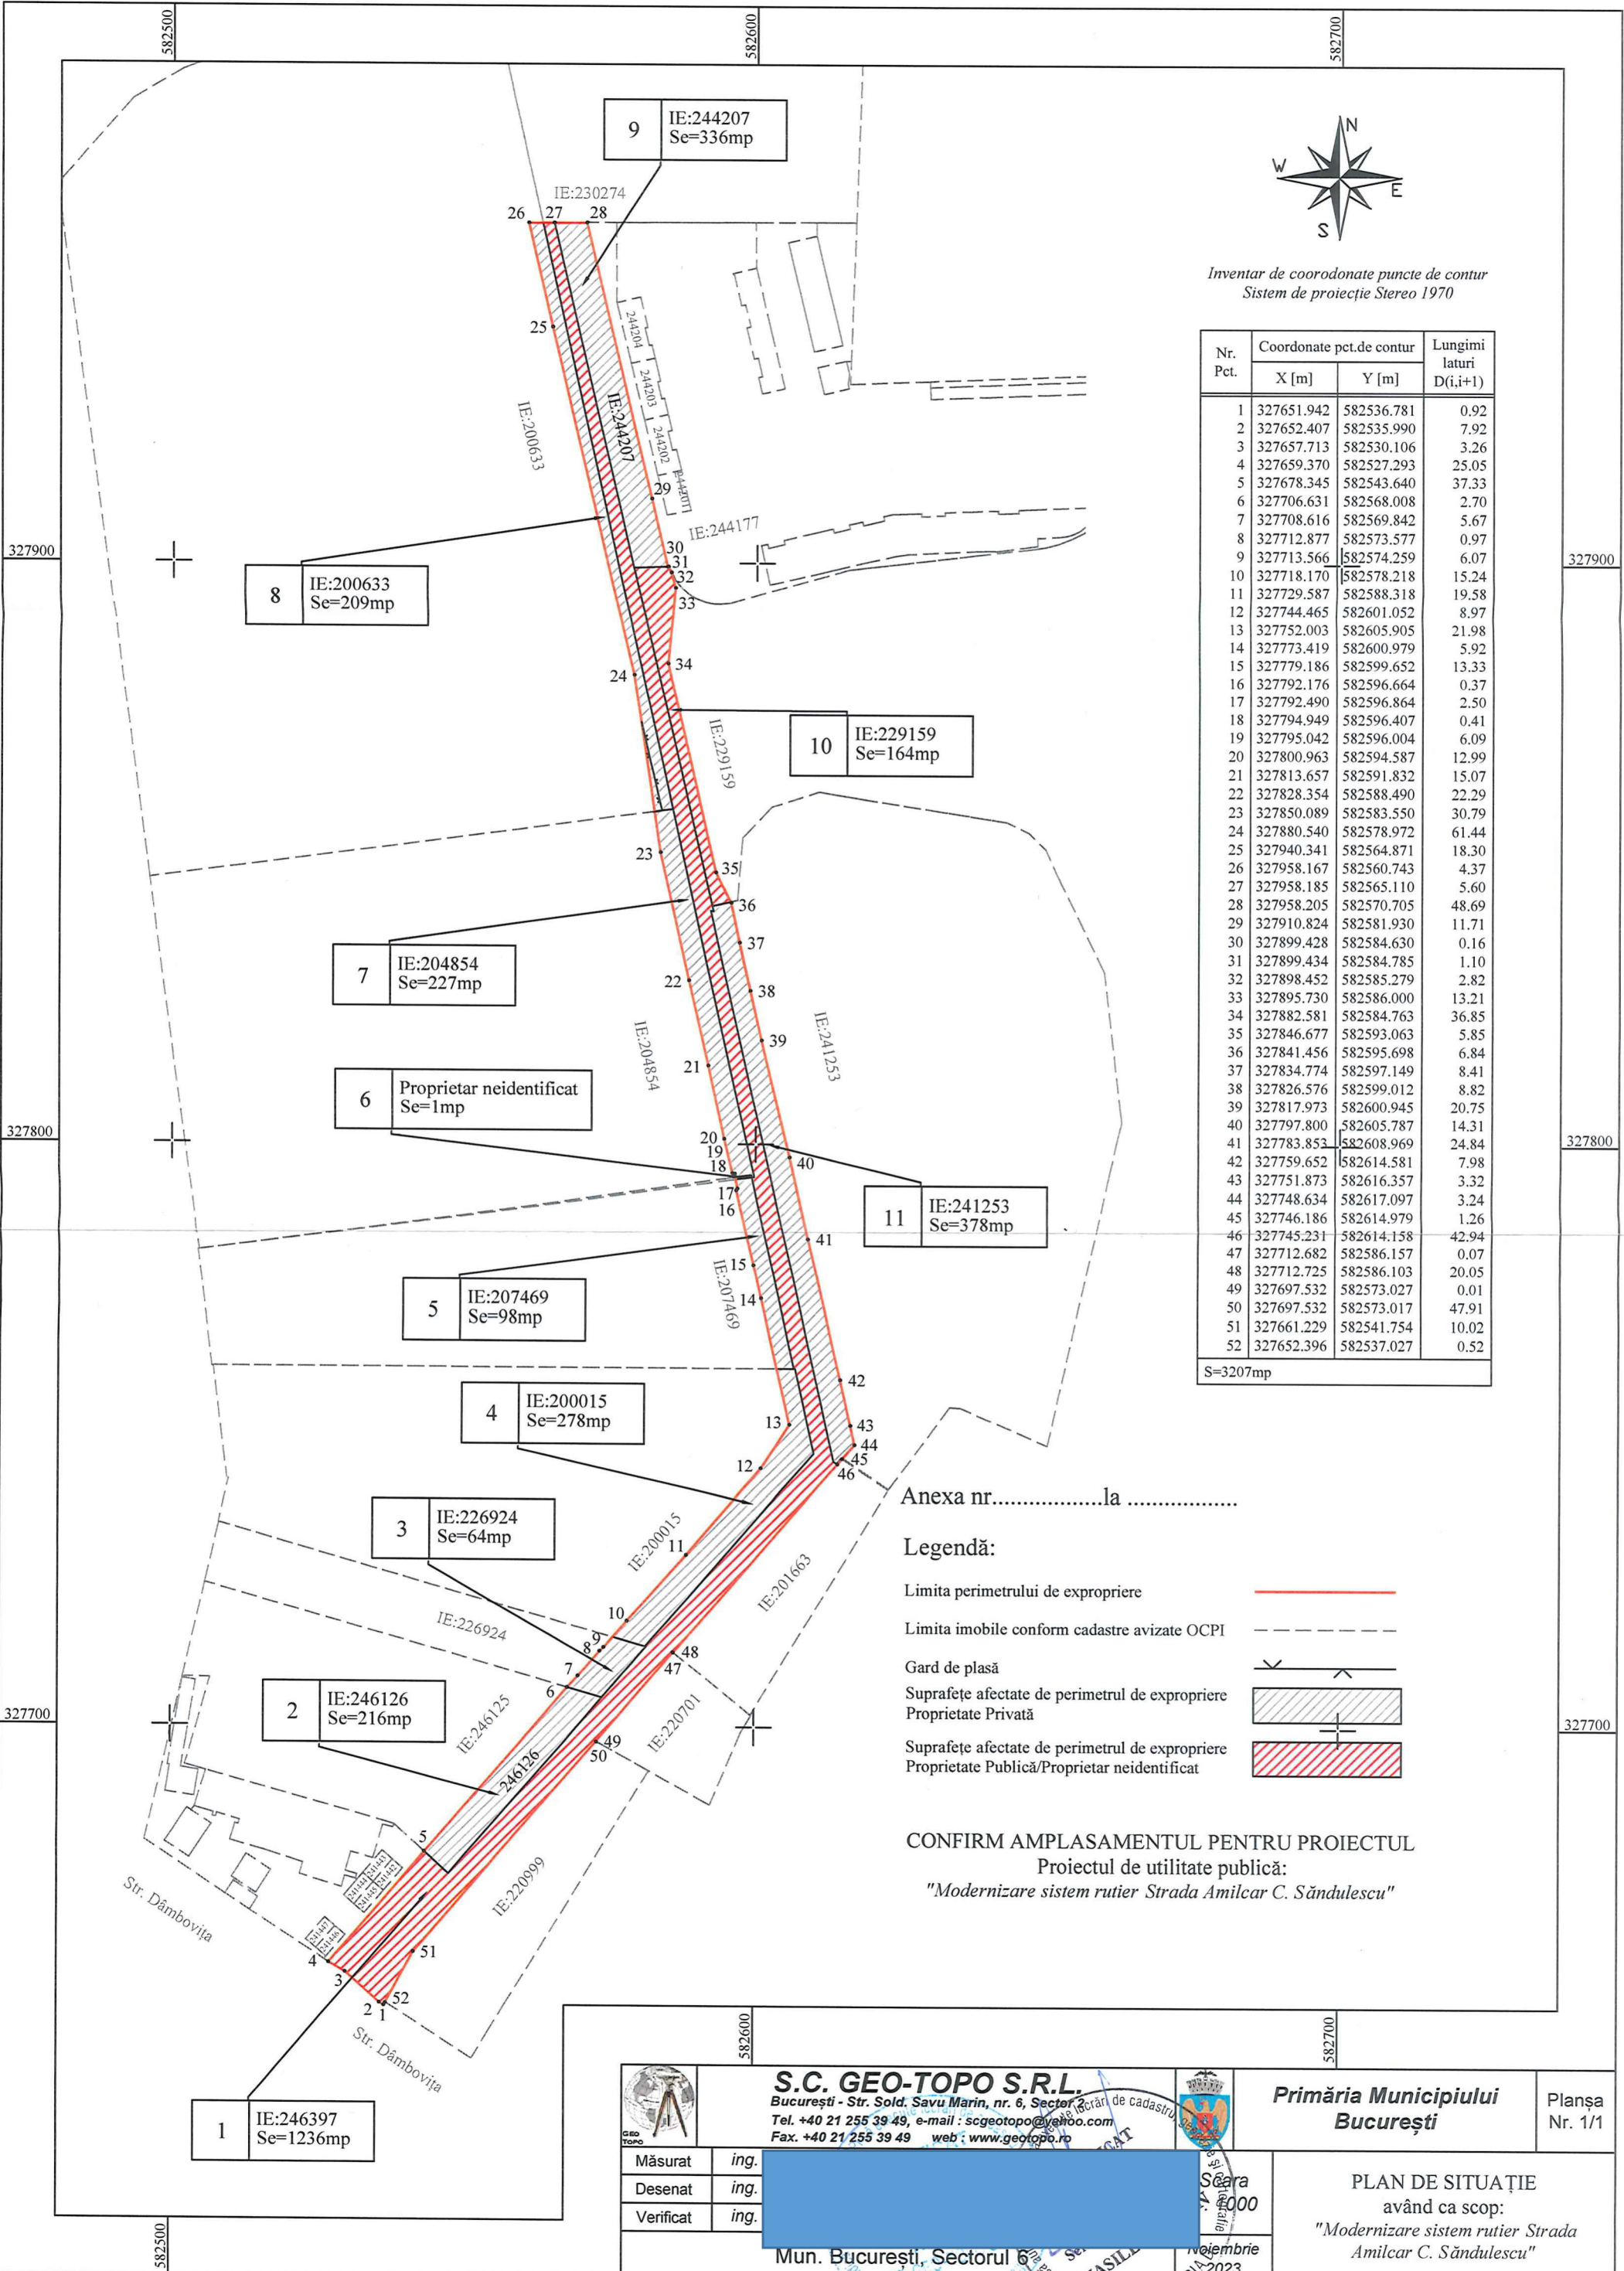 582500
582600
582700
9
IE:244207
Se=336mp
N
W
E
S
IE:230274
26
27
28
25
Inventar de coorodonate puncte de contur
Sistem de proiecție Stereo 1970
Nr. Pct.
Coordonate pct.de contur
Lungimi laturi D(i,i+1)
X [m]
Y [m]
1 327651.942 582536.781 0.92
2 327652.407 582535.990 7.92
3 327657.713 582530.106 3.26
4 327659.370 582527.293 25.05
5 327678.345 582543.640 37.33
6 327706.631 582568.008 2.70
7 327708.616 582569.842 5.67
8 327712.877 582573.577 0.97
9 327713.566 582574.259 6.07
10 327718.170 582578.218 15.24
11 327729.587 582588.318 19.58
12 327744.465 582601.052 8.97
13 327752.003 582605.905 21.98
14 327773.419 582600.979 5.92
15 327779.186 582599.652 13.33
16 327792.176 582596.664 0.37
17 327792.490 582596.864 2.50
18 327794.949 582596.407 0.41
19 327795.042 582596.004 6.09
20 327800.963 582594.587 12.99
21 327813.657 582591.832 15.07
22 327828.354 582588.490 22.29
23 327850.089 582583.550 30.79
24 327880.540 582578.972 61.44
25 327940.341 582564.871 18.30
26 327958.167 582560.743 4.37
27 327958.185 582565.110 5.60
28 327958.205 582570.705 48.69
29 327910.824 582581.930 11.71
30 327899.428 582584.630 0.16
31 327899.434 582584.785 1.10
32 327898.452 582585.279 2.82
33 327895.730 582586.000 13.21
34 327882.581 582584.763 36.85
35 327846.677 582593.063 5.85
36 327841.456 582595.698 6.84
37 327834.774 582597.149 8.41
38 327826.576 582599.012 8.82
39 327817.973 582600.945 20.75
40 327797.800 582605.787 14.31
41 327783.853 582608.969 24.84
42 327759.652 582614.581 7.98
43 327751.873 582616.357 3.32
44 327748.634 582617.097 3.24
45 327746.186 582614.979 1.26
46 327745.231 582614.158 42.94
47 327712.682 582586.157 0.07
48 327712.725 582586.103 20.05
49 327697.532 582573.027 0.01
50 327697.532 582573.017 47.91
51 327661.229 582541.754 10.02
52 327652.396 582537.027 0.52
S=3207mp
244204
244203
244202
244201
IE:200633
IE:244207
29
IE:244177
30
31
32
33
327900
327900
8
IE:200633
Se=209mp
34
24
10
IE:229159
Se=164mp
IE:229159
23
35
36
37
7
IE:204854
Se=227mp
22
38
39
IE:241253
IE:204854
21
6
Proprietar neidentificat
Se=1mp
327800
327800
20
19
18
17
16
40
11
IE:241253
Se=378mp
41
15
14
IE:207469
5
IE:207469
Se=98mp
42
43
44
45
46
4
IE:200015
Se=278mp
13
12
3
IE:226924
Se=64mp
11
IE:200015
IE:201663
10
9
8
7
6
IE:226924
48
47
2
IE:246126
Se=216mp
IE:246125
246126
IE:220701
49
50
327700
327700
5
IE:220999
241443
241442
241444
241445
241447
241446
Str. Dâmbovița
4
3
51
52
2
1
Str. Dâmbovița
1
IE:246397
Se=1236mp
Anexa nr..................la ..................
Legendă:
Limita perimetrului de expropriere
Limita imobile conform cadastre avizate OCPI
Gard de plasă
Suprafețe afectate de perimetrul de expropriere
Proprietate Privată
Suprafețe afectate de perimetrul de expropriere
Proprietate Publică/Proprietar neidentificat
CONFIRM AMPLASAMENTUL PENTRU PROIECTUL
Proiectul de utilitate publică:
"Modernizare sistem rutier Strada Amilcar C. Săndulescu"
582600
582700
582500
GEO TOPO
S.C. GEO-TOPO S.R.L.
București - Str. Sold. Savu Marin, nr. 6, Sector 2
Tel. +40 21 255 39 49, e-mail : scgeotopo@yahoo.com
Fax. +40 21 255 39 49 web : www.geotopo.ro
Primăria Municipiului
București
Planșa
Nr. 1/1
Măsurat ing.
Desenat ing.
Verificat ing.
Scara
Mun. București, Sectorul 6
Noiembrie
2023
PLAN DE SITUAȚIE
având ca scop:
"Modernizare sistem rutier Strada
Amilcar C. Săndulescu"